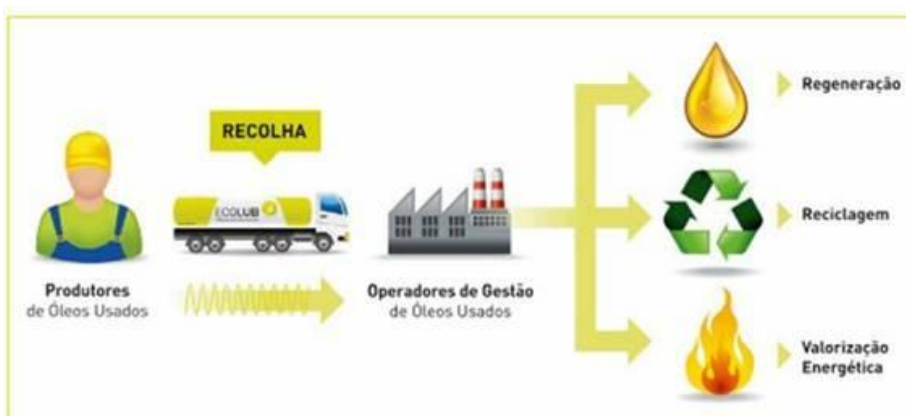 RECOLHA
ECOLUB
Produtores
de Óleos Usados
Operadores de Gestão
de Óleos Usados
Regeneração
Reciclagem
Valorização
Energética